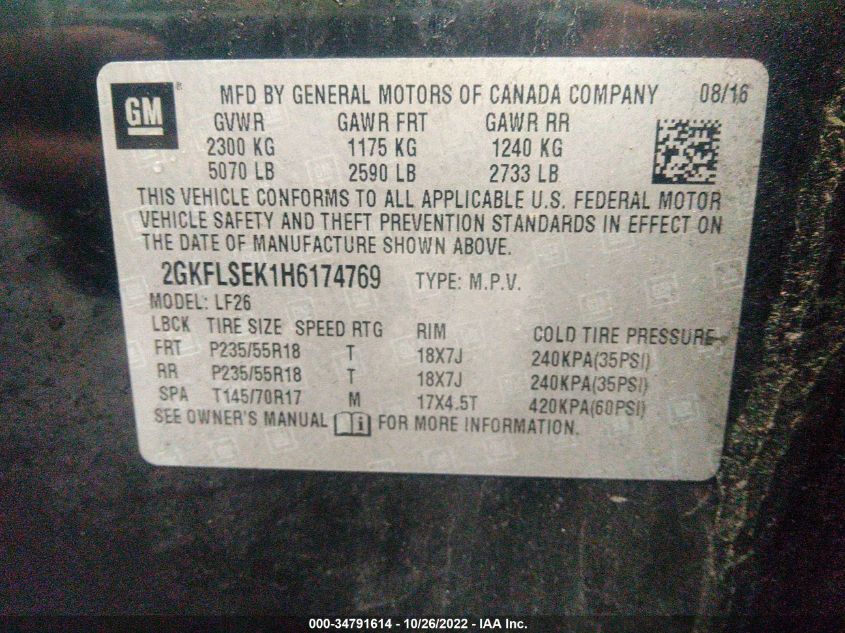 GM ® MFD BY GENERAL MOTORS OF CANADA COMPANY 08/16
GVWR GAWR FRT GAWR RR
2300 KG 1175 KG 1240 KG
5070 LB 2590 LB 2733 LB
THIS VEHICLE CONFORMS TO ALL APPLICABLE U.S. FEDERAL MOTOR
VEHICLE SAFETY AND THEFT PREVENTION STANDARDS IN EFFECT ON
THE DATE OF MANUFACTURE SHOWN ABOVE.
2GKFLSEK1H6174769 TYPE: M.P.V.
MODEL: LF26
LBCK TIRE SIZE SPEED RTG RIM COLD TIRE PRESSURE
FRT P235/55R18 T 18X7J 240KPA(35PSI)
RR P235/55R18 T 18X7J 240KPA(35PSI)
SPA T145/70R17 M 17X4.5T 420KPA(60PSI)
SEE OWNER'S MANUAL FOR MORE INFORMATION.
000-34791614 - 10/26/2022 - IAA Inc.